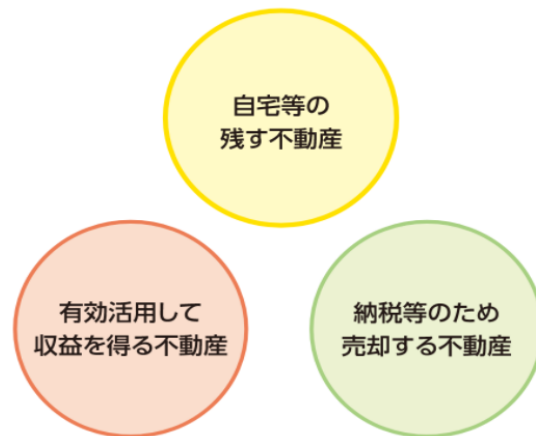 自宅等の
残す不動産
有効活用して
収益を得る不動産
納税等のため
売却する不動産